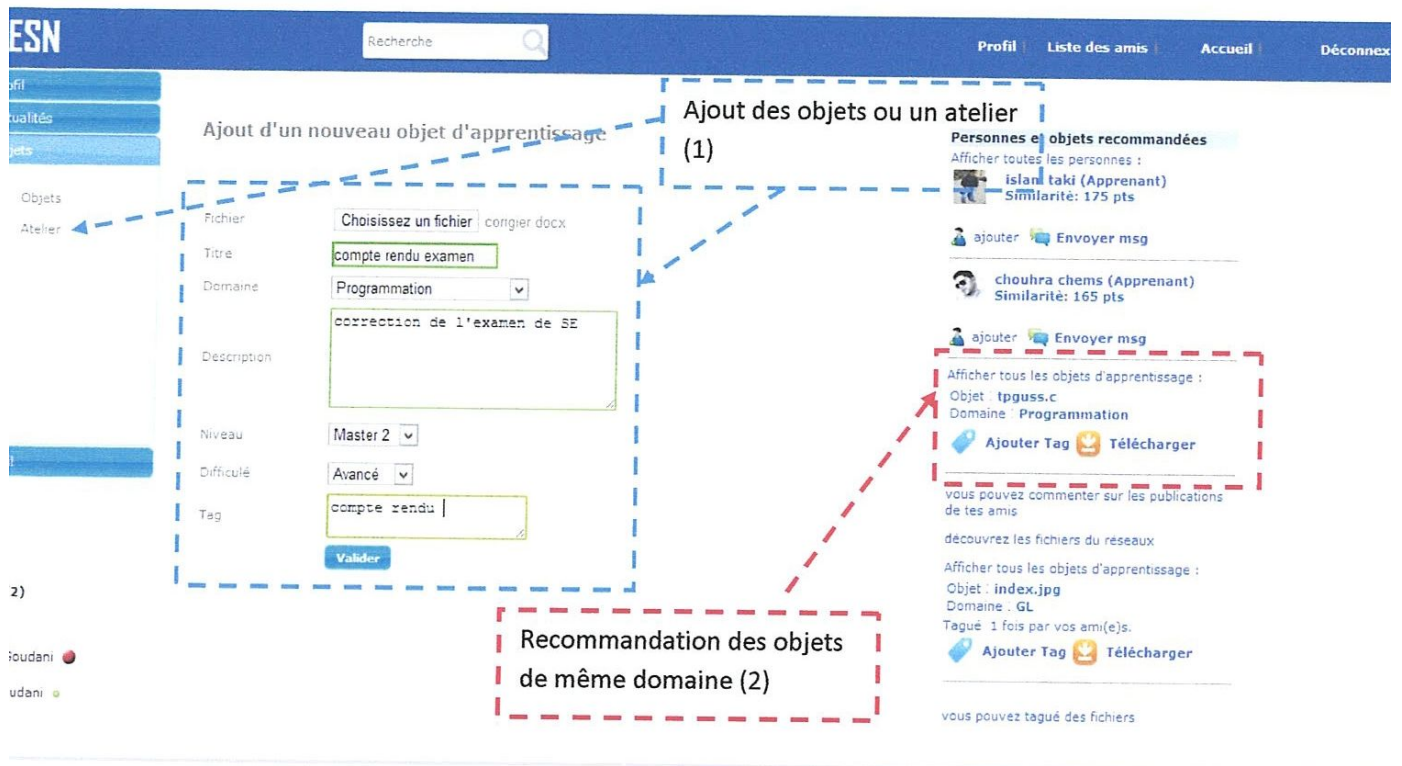 ESN
Recherche
Profil
Liste des amis
Accueil
Déconnex
ofil
tualités
jets
Objets
Atelier
Ajout d'un nouveau objet d'apprentissage
Ajout des objets ou un atelier
(1)
Fichier Choisissez un fichier congier docx
Titre compte rendu examen
Domaine Programmation
Description correction de l'examen de SE
Niveau Master 2
Difficulé Avancé
Tag compte rendu
Valider
2)
Soudani
udani
Recommandation des objets
de même domaine (2)
Personnes et objets recommandées
Afficher toutes les personnes :
islam taki (Apprenant)
Similarité: 175 pts
ajouter Envoyer msg
chouhra chems (Apprenant)
Similarité: 165 pts
ajouter Envoyer msg
Afficher tous les objets d'apprentissage :
Objet : tpguss.c
Domaine : Programmation
Ajouter Tag Télécharger
vous pouvez commenter sur les publications
de tes amis
découvrez les fichiers du réseaux
Afficher tous les objets d'apprentissage :
Objet : index.jpg
Domaine : GL
Tagué 1 fois par vos ami(e)s.
Ajouter Tag Télécharger
vous pouvez tagué des fichiers